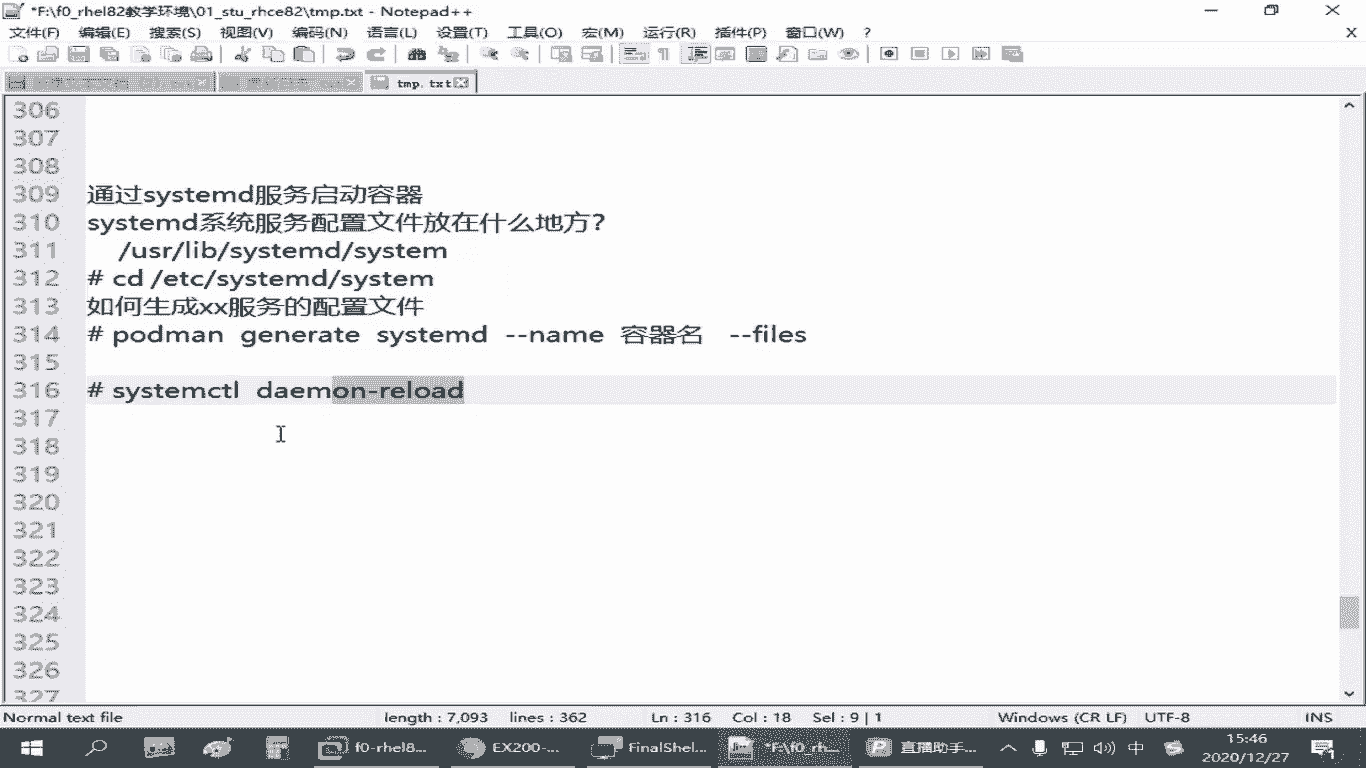 *F:\f0_rhel82教学环境\01_stu_rhce82\tmp.txt - Notepad++
文件(F) 编辑(E) 搜索(S) 视图(V) 编码(N) 语言(L) 设置(T) 工具(O) 宏(M) 运行(R) 插件(P) 窗口(W) ? X
tmp.txt
306
307
308
309 通过systemd服务启动容器
310 systemd系统服务配置文件放在什么地方?
311 /usr/lib/systemd/system
312 # cd /etc/systemd/system
313 如何生成xx服务的配置文件
314 # podman generate systemd --name 容器名 --files
315
316 # systemctl daemon-reload
317
318
319
320
321
322
323
324
325
326
327
Normal text file length : 7,093 lines : 362 Ln : 316 Col : 18 Sel : 9 | 1 Windows (CR LF) UTF-8 INS
f0-rhel8... EX200-... FinalShel... *F:\f0_rh... 直播助手... 中 15:46
2020/12/27